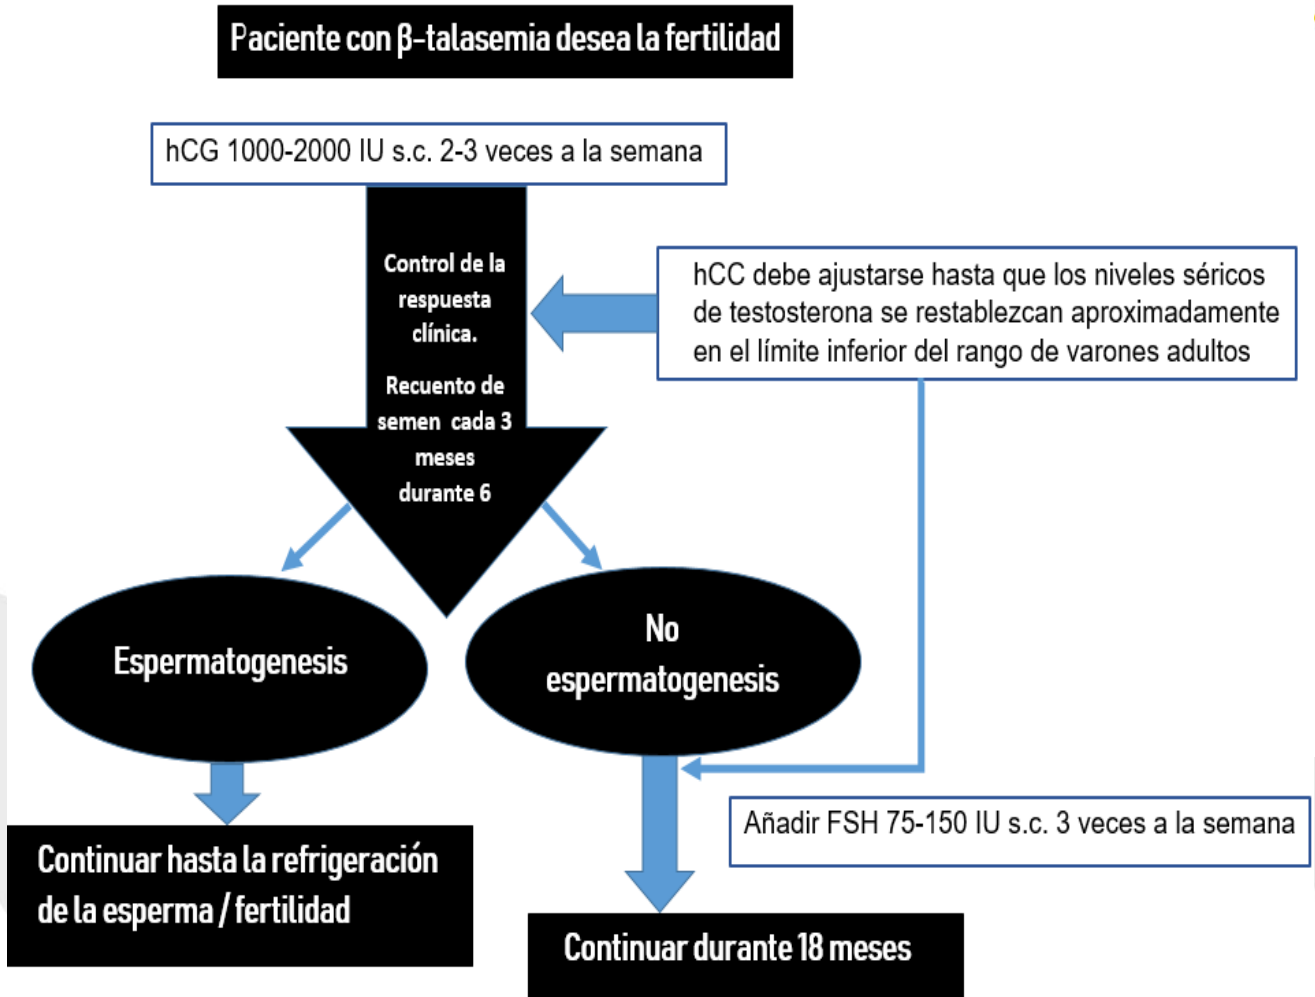 Paciente con β-talasemia desea la fertilidad
hCG 1000-2000 IU s.c. 2-3 veces a la semana
Control de la
respuesta
clínica.
Recuento de
semen cada 3
meses
durante 6
hCC debe ajustarse hasta que los niveles séricos
de testosterona se restablezcan aproximadamente
en el límite inferior del rango de varones adultos
Espermatogenesis
No
espermatogenesis
Añadir FSH 75-150 IU s.c. 3 veces a la semana
Continuar hasta la refrigeración
de la esperma / fertilidad
Continuar durante 18 meses